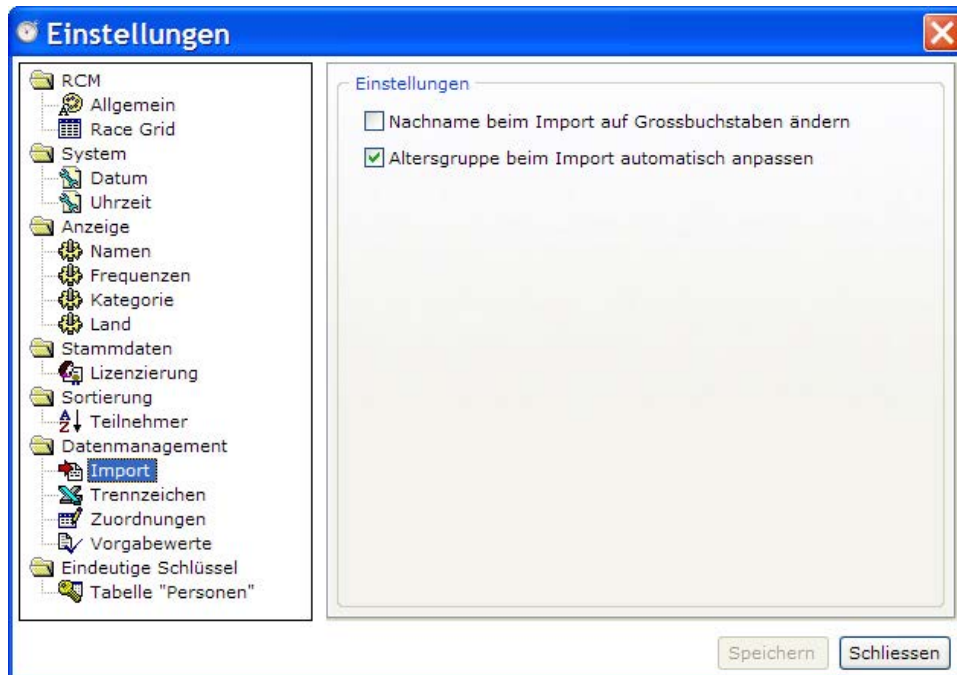 Einstellungen
RCM
Allgemein
Race Grid
System
Datum
Uhrzeit
Anzeige
Namen
Frequenzen
Kategorie
Land
Stammdaten
Lizenzierung
Sortierung
Teilnehmer
Datenmanagement
Import
Trennzeichen
Zuordnungen
Vorgabewerte
Eindeutige Schlüssel
Tabelle "Personen"
Einstellungen
Nachname beim Import auf Grossbuchstaben ändern
Altersgruppe beim Import automatisch anpassen
Speichern
Schliessen